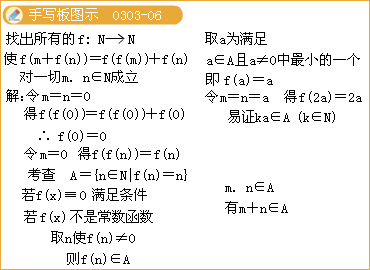 手写板图示 0303-06
找出所有的f: N—>N
使f(m+f(n))=f(f(m))+f(n)
对一切m. n∈N成立
解:令m=n=0
得f(f(0))=f(f(0))+f(0)
∴ f(0)=0
令m=0 得f(f(n))=f(n)
考查 A={n∈N|f(n)=n}
若f(x)≡0 满足条件
若f(x)不是常数函数
取n使f(n)≠0
则f(n)∈A
取a为满足
a∈A且a≠0中最小的一个
即f(a)=a
令m=n=a 得f(2a)=2a
易证ka∈A (k∈N)
m. n∈A
有m+n∈A